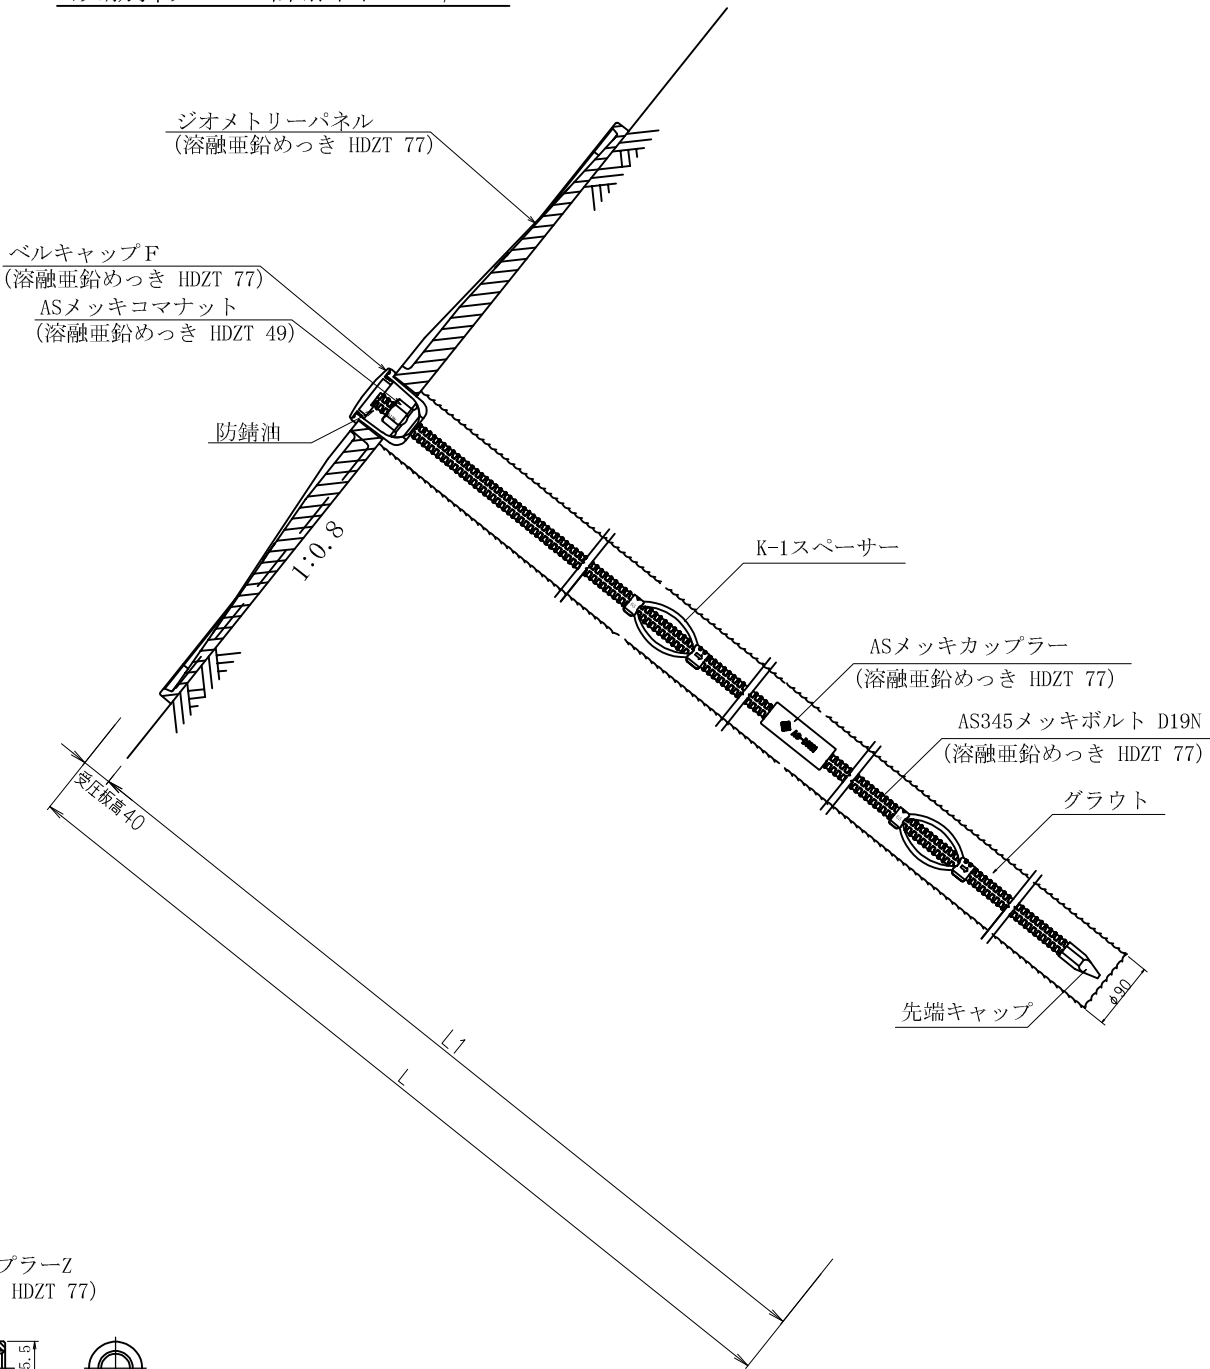 ジオメトリーパネル
(溶融亜鉛めっき HDZT 77)
ベルキャップF
(溶融亜鉛めっき HDZT 77)
ASメッキコマナット
(溶融亜鉛めっき HDZT 49)
防錆油
1:0.8
K-1スペーサー
ASメッキカップラー
(溶融亜鉛めっき HDZT 77)
AS345メッキボルト D19N
(溶融亜鉛めっき HDZT 77)
グラウト
受圧板高40
φ90
先端キャップ
L1
L
プラーZ
HDZT 77)
5.5